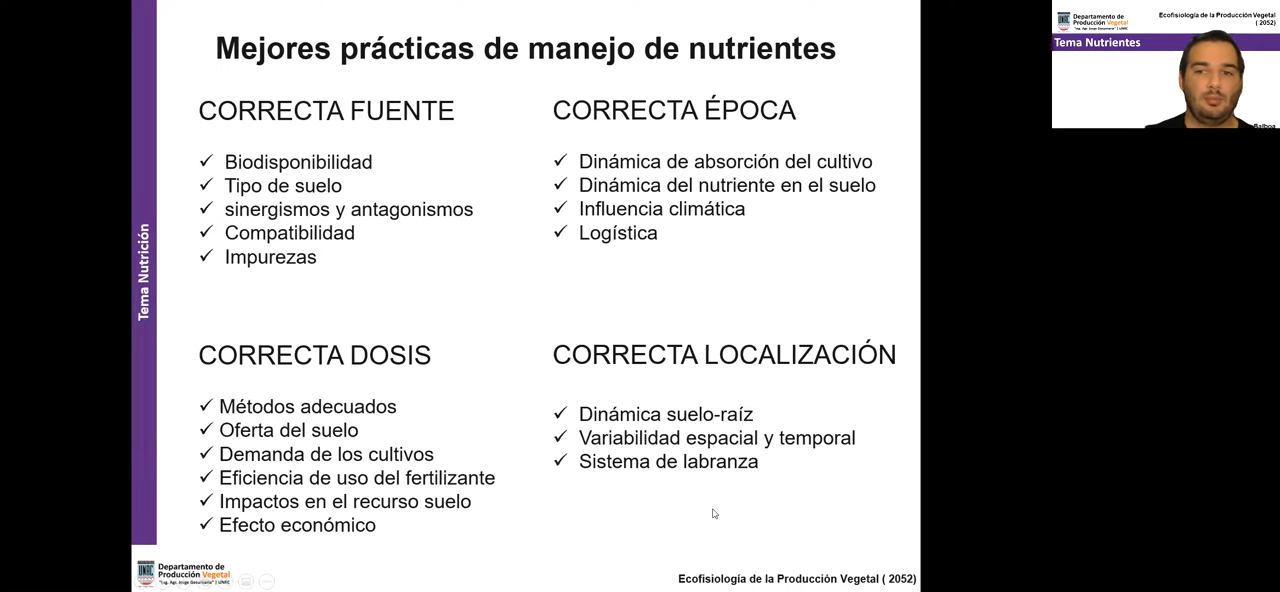 Mejores prácticas de manejo de nutrientes
CORRECTA FUENTE
✓ Biodisponibilidad
✓ Tipo de suelo
✓ sinergismos y antagonismos
✓ Compatibilidad
✓ Impurezas
CORRECTA ÉPOCA
✓ Dinámica de absorción del cultivo
✓ Dinámica del nutriente en el suelo
✓ Influencia climática
✓ Logística
CORRECTA DOSIS
✓ Métodos adecuados
✓ Oferta del suelo
✓ Demanda de los cultivos
✓ Eficiencia de uso del fertilizante
✓ Impactos en el recurso suelo
✓ Efecto económico
CORRECTA LOCALIZACIÓN
✓ Dinámica suelo-raíz
✓ Variabilidad espacial y temporal
✓ Sistema de labranza
Tema Nutrición
UNRC
Departamento de
Producción Vegetal
Ecofisiología de la Producción Vegetal ( 2052)
Departamento de
Producción Vegetal
Ecofisiología de la Producción Vegetal
( 2052)
Tema Nutrientes
Balboa